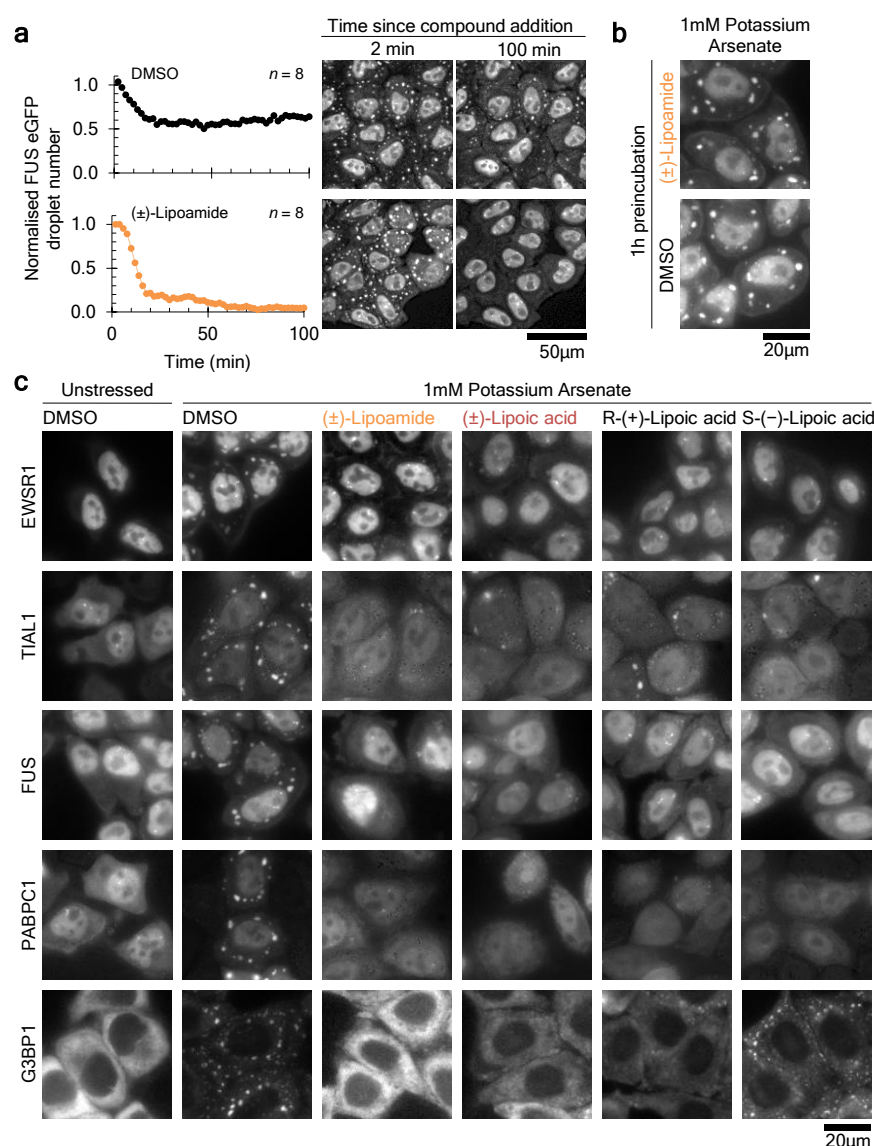 a
Normalised FUS eGFP
droplet number
1.0
0.5
0.0
DMSO
n = 8
1.0
0.5
0.0
(±)-Lipoamide
n = 8
0
50
100
Time (min)
Time since compound addition
2 min
100 min
50µm
b
1mM Potassium
Arsenate
1h preincubation
(±)-Lipoamide
DMSO
20µm
c
Unstressed
1mM Potassium Arsenate
DMSO
DMSO
(±)-Lipoamide
(±)-Lipoic acid
R-(+)-Lipoic acid
S-(−)-Lipoic acid
EWSR1
TIAL1
FUS
PABPC1
G3BP1
20µm